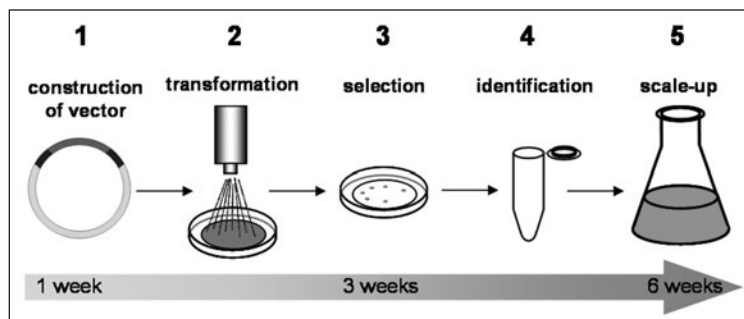 1
2
3
4
5
construction
of vector
transformation
selection
identification
scale-up
1 week
3 weeks
6 weeks